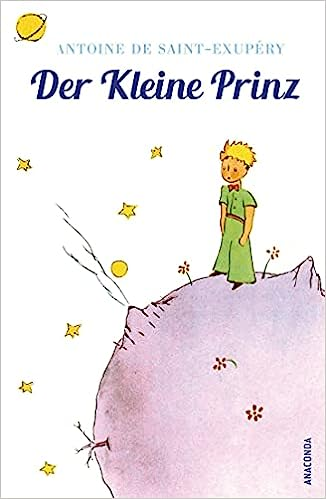 ANTOINE DE SAINT-EXUPÉRY
Der Kleine Prinz
ANACONDA